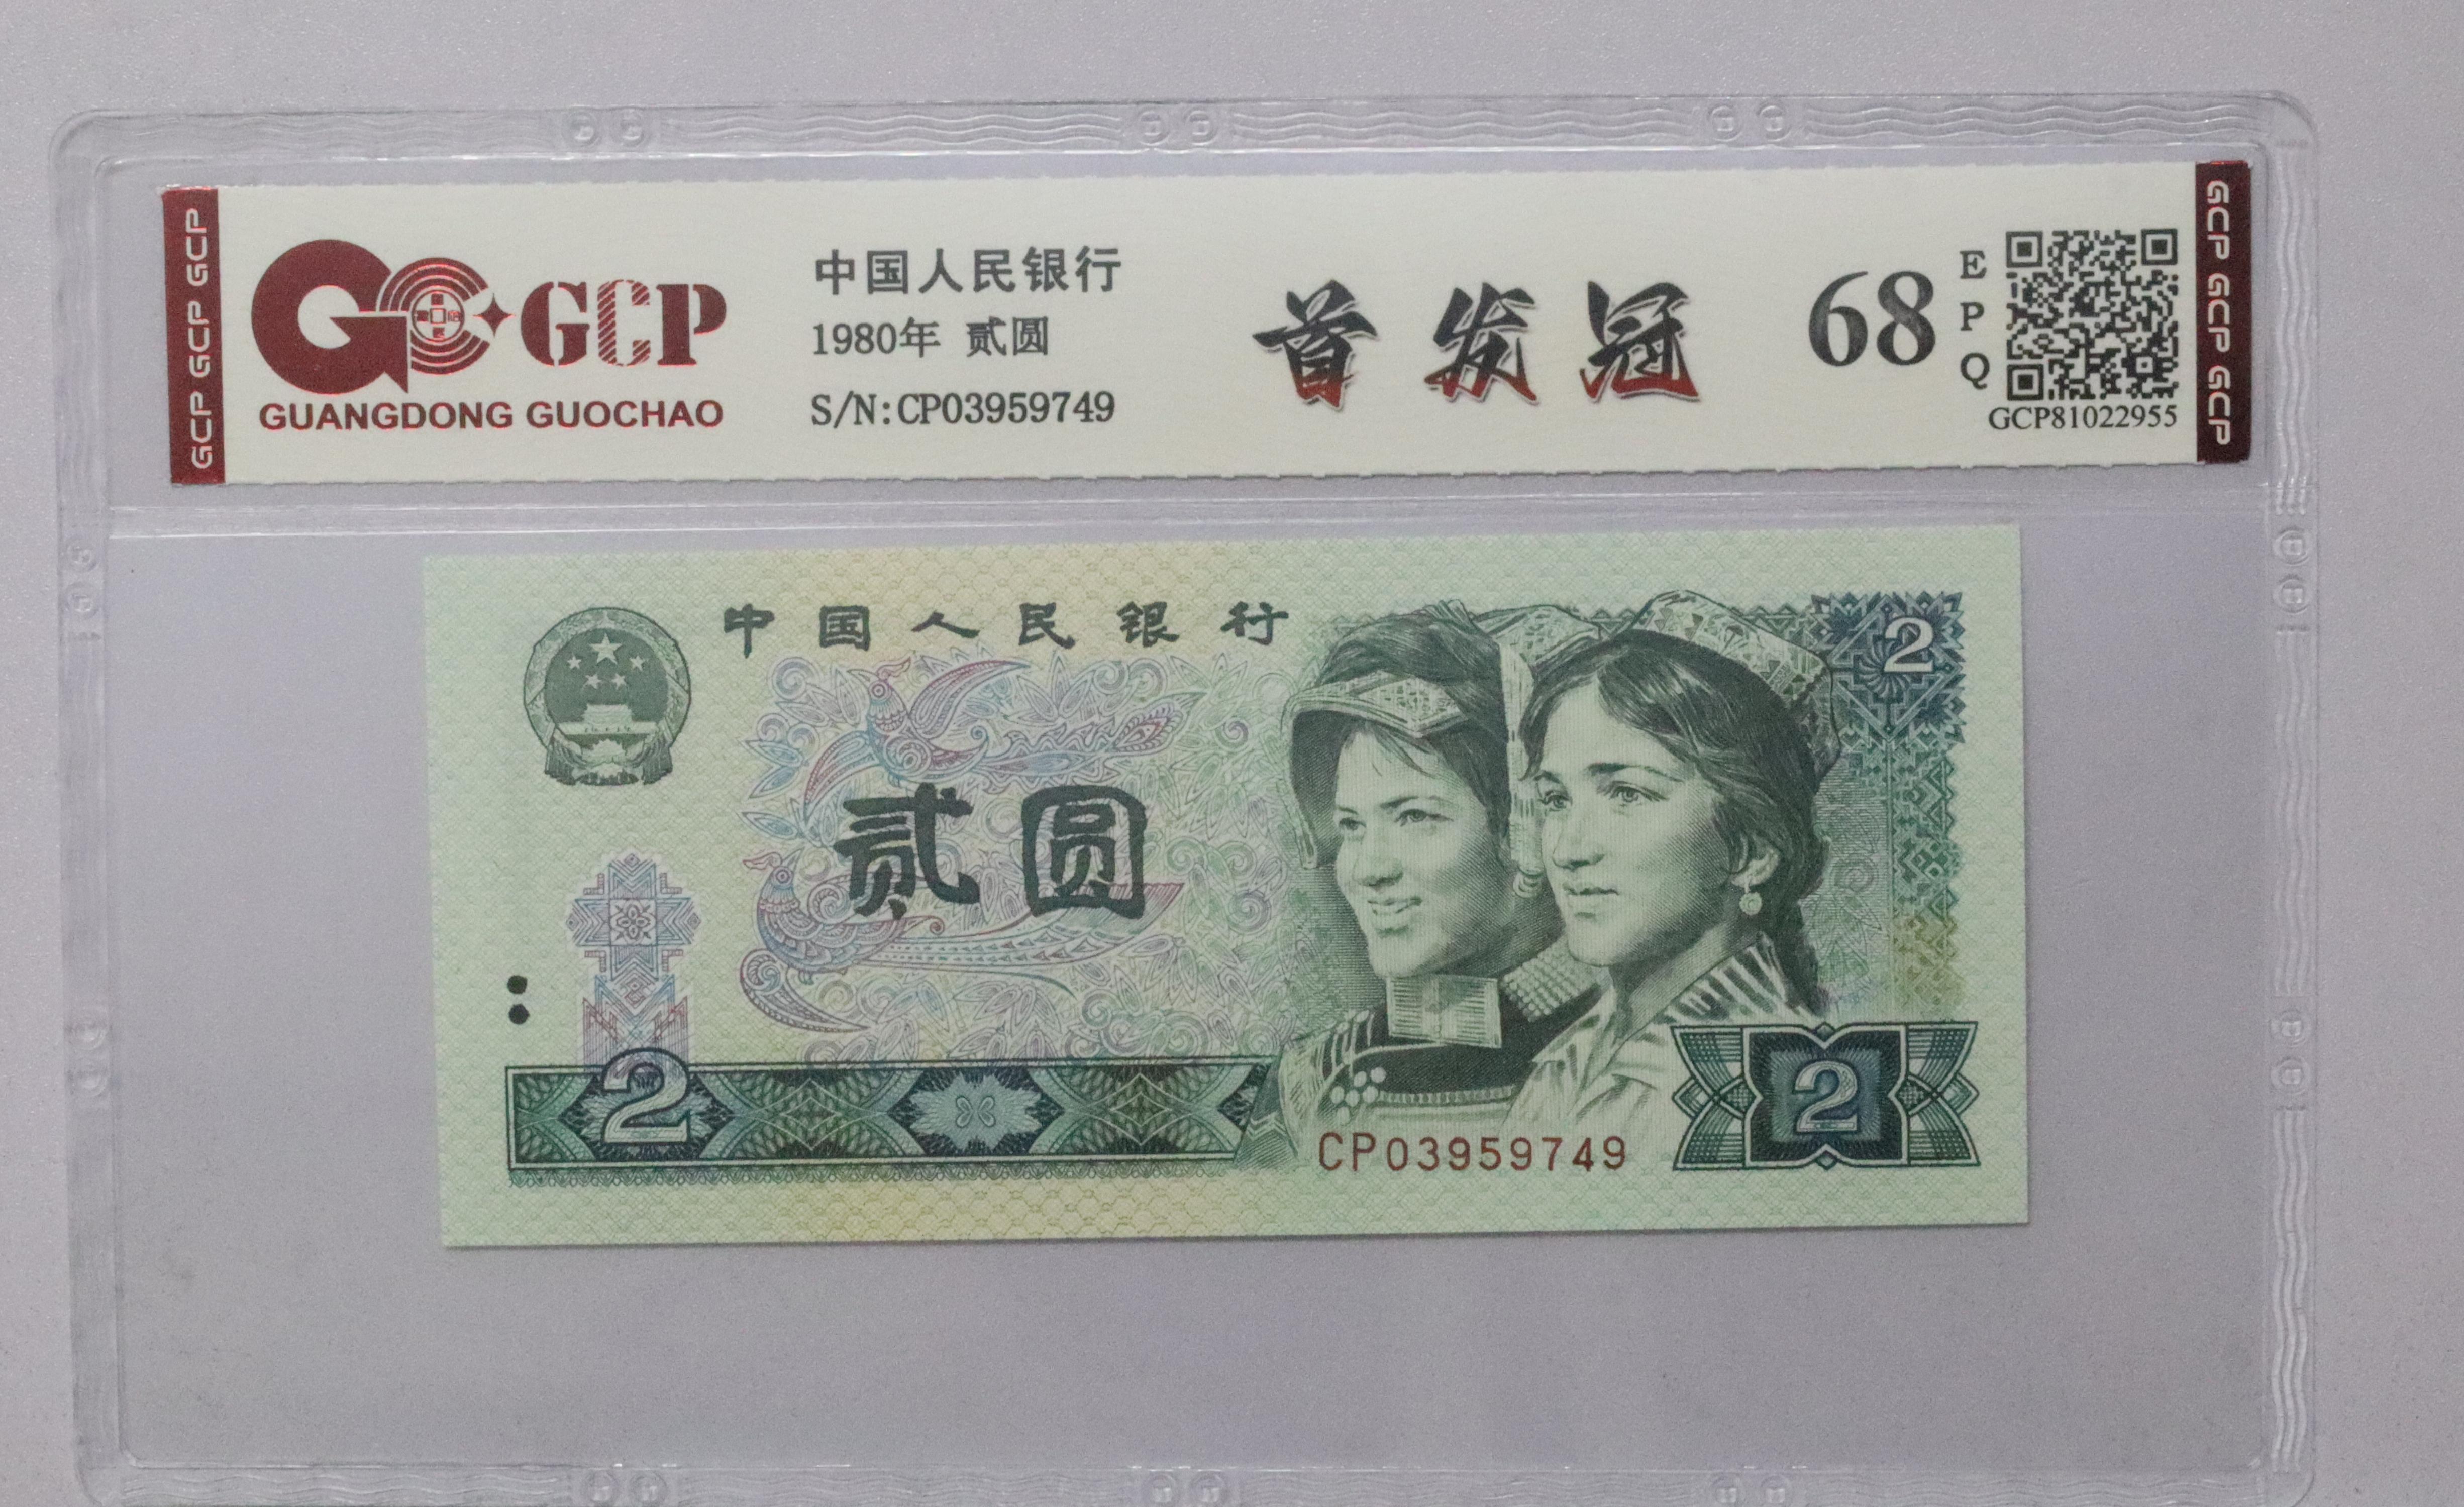 GCP GCP GCP
GCP
GUANGDONG GUOCHAO
中国人民银行
1980年 贰圆
S/N:CP03959749
首发冠
68
EPQ
GCP81022955
GCP GCP GCP
中国人民银行
2
贰圆
2
2
CP03959749